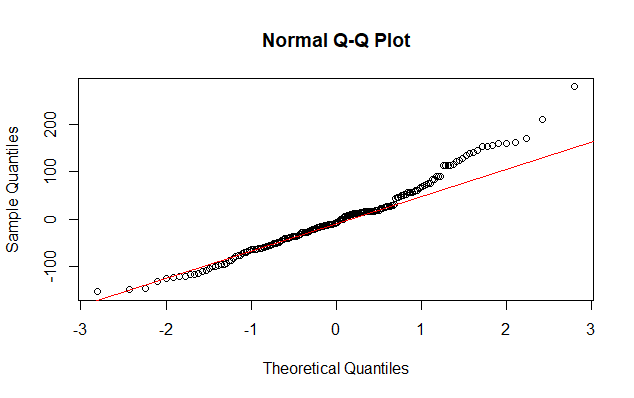 Normal Q-Q Plot
Sample Quantiles
200
100
0
-100
-3 -2 -1 0 1 2 3
Theoretical Quantiles